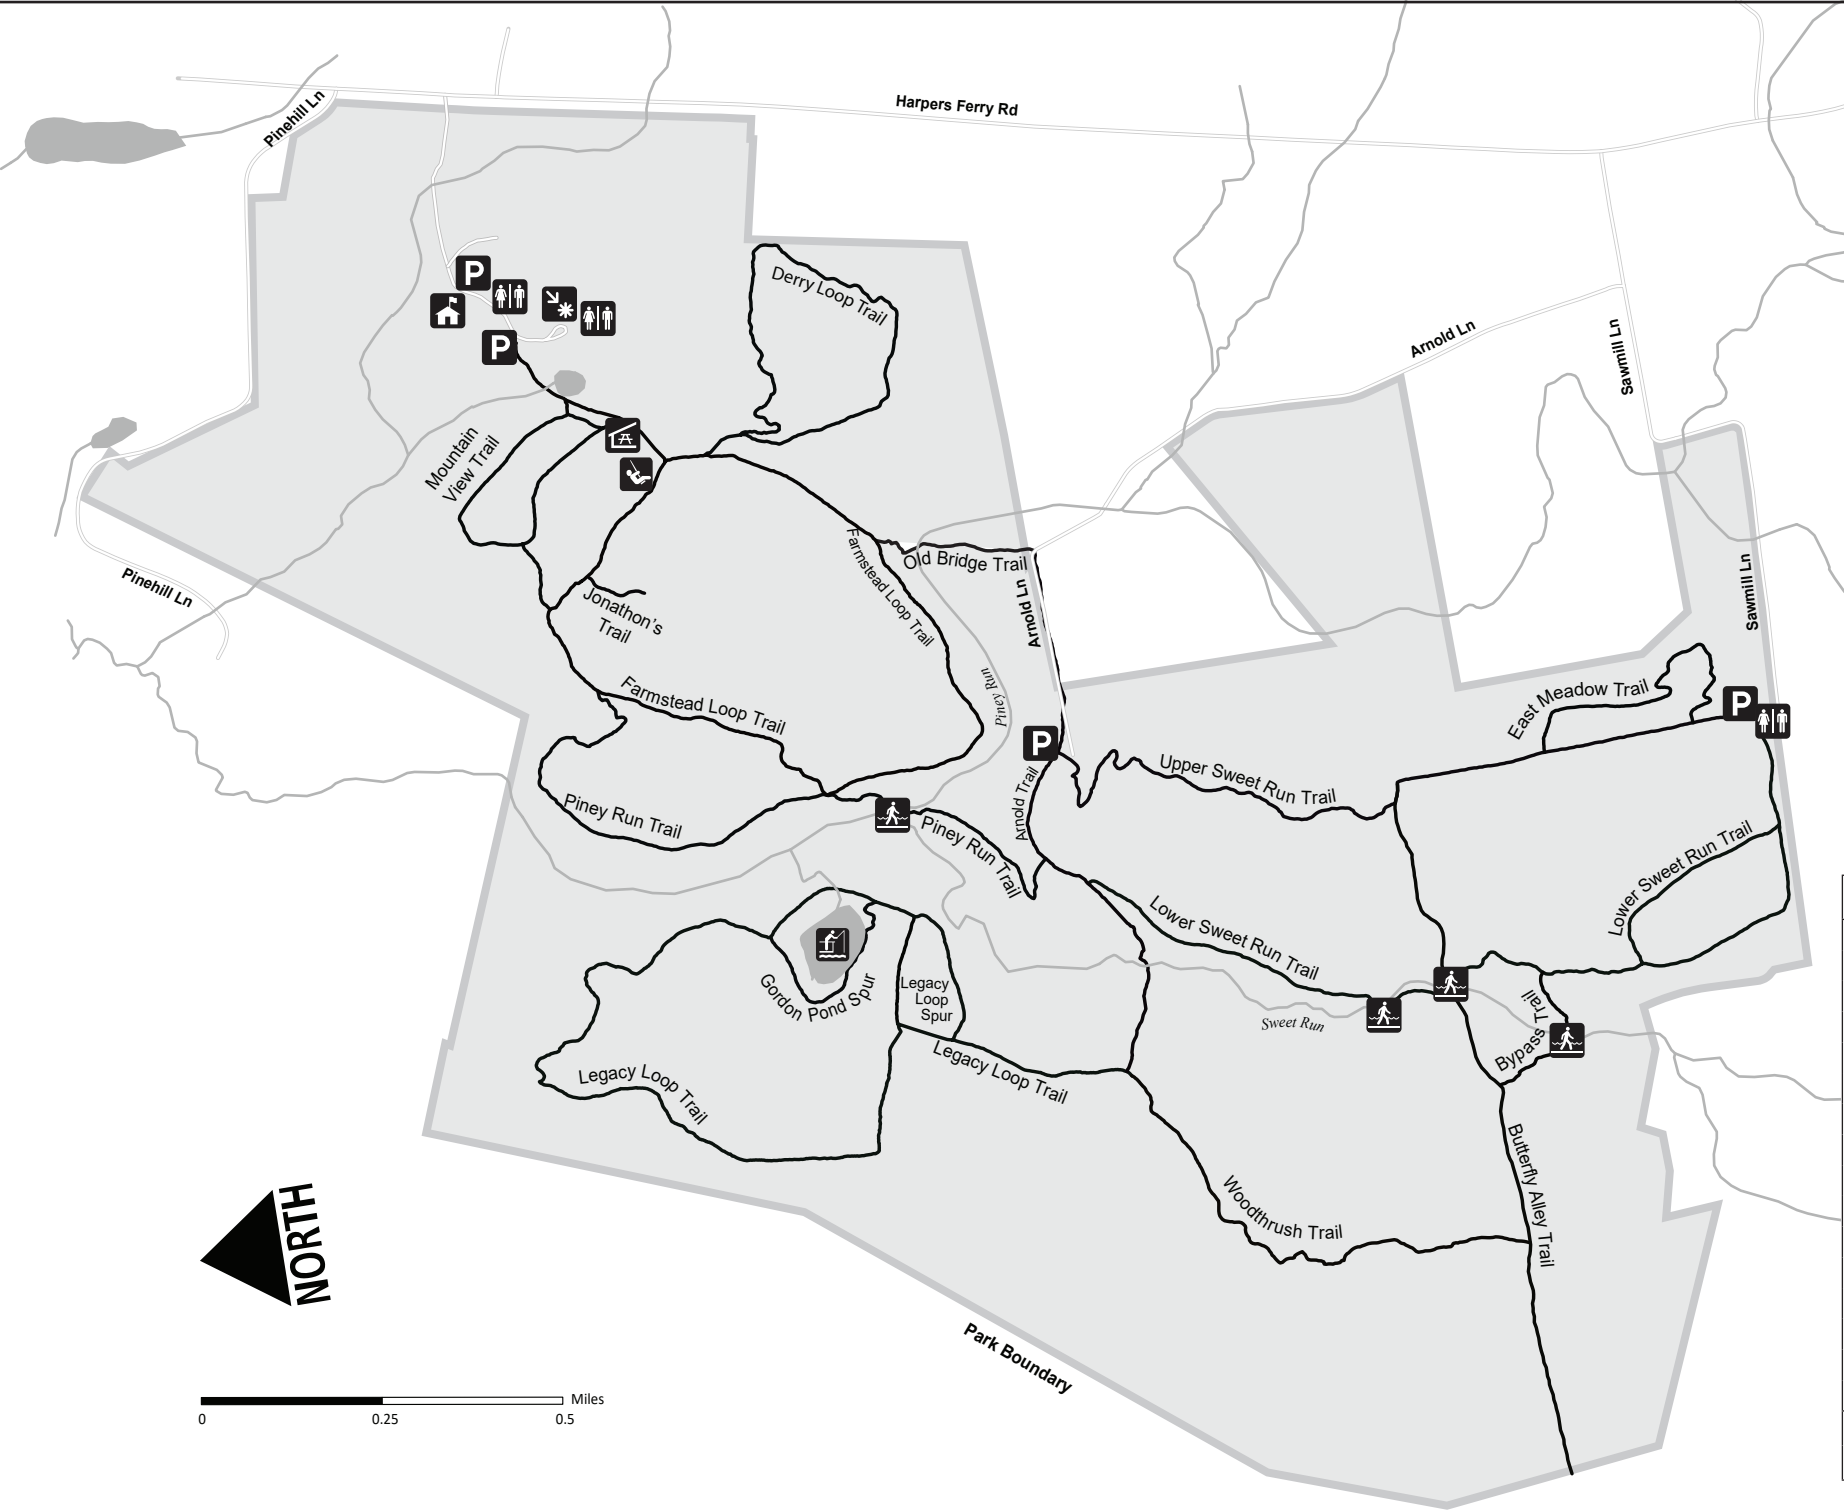 Harpers Ferry Rd
Pinehill Ln
P
Derry Loop Trail
P
Arnold Ln
Sawmill Ln
Mountain
View Trail
Farmstead Loop Trail
Old Bridge Trail
Pinehill Ln
Jonathon's
Trail
Arnold Ln
Sawmill Ln
Piney Run
Farmstead Loop Trail
East Meadow Trail
P
P
Upper Sweet Run Trail
Arnold Trail
Piney Run Trail
Piney Run Trail
Lower Sweet Run Trail
Lower Sweet Run Trail
Gordon Pond Spur
Legacy
Loop
Spur
Sweet Run
Bypass Trail
Legacy Loop Trail
Legacy Loop Trail
Butterfly Alley Trail
Woodthrush Trail
NORTH
Park Boundary
Miles
0 0.25 0.5